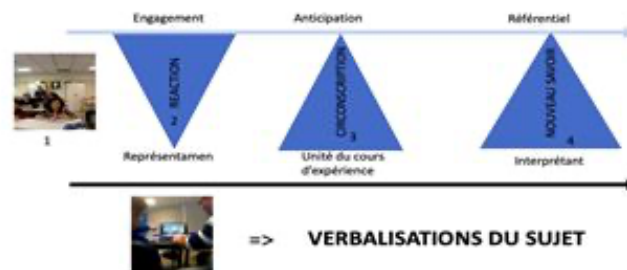 Engagement
Anticipation
Référentiel
REACTION
2
CIRCONSCRIPTION
3
NOUVEAU SAVOIR
4
1
Représentamen
Unité du cours
d'expérience
Interprétant
=> VERBALISATIONS DU SUJET